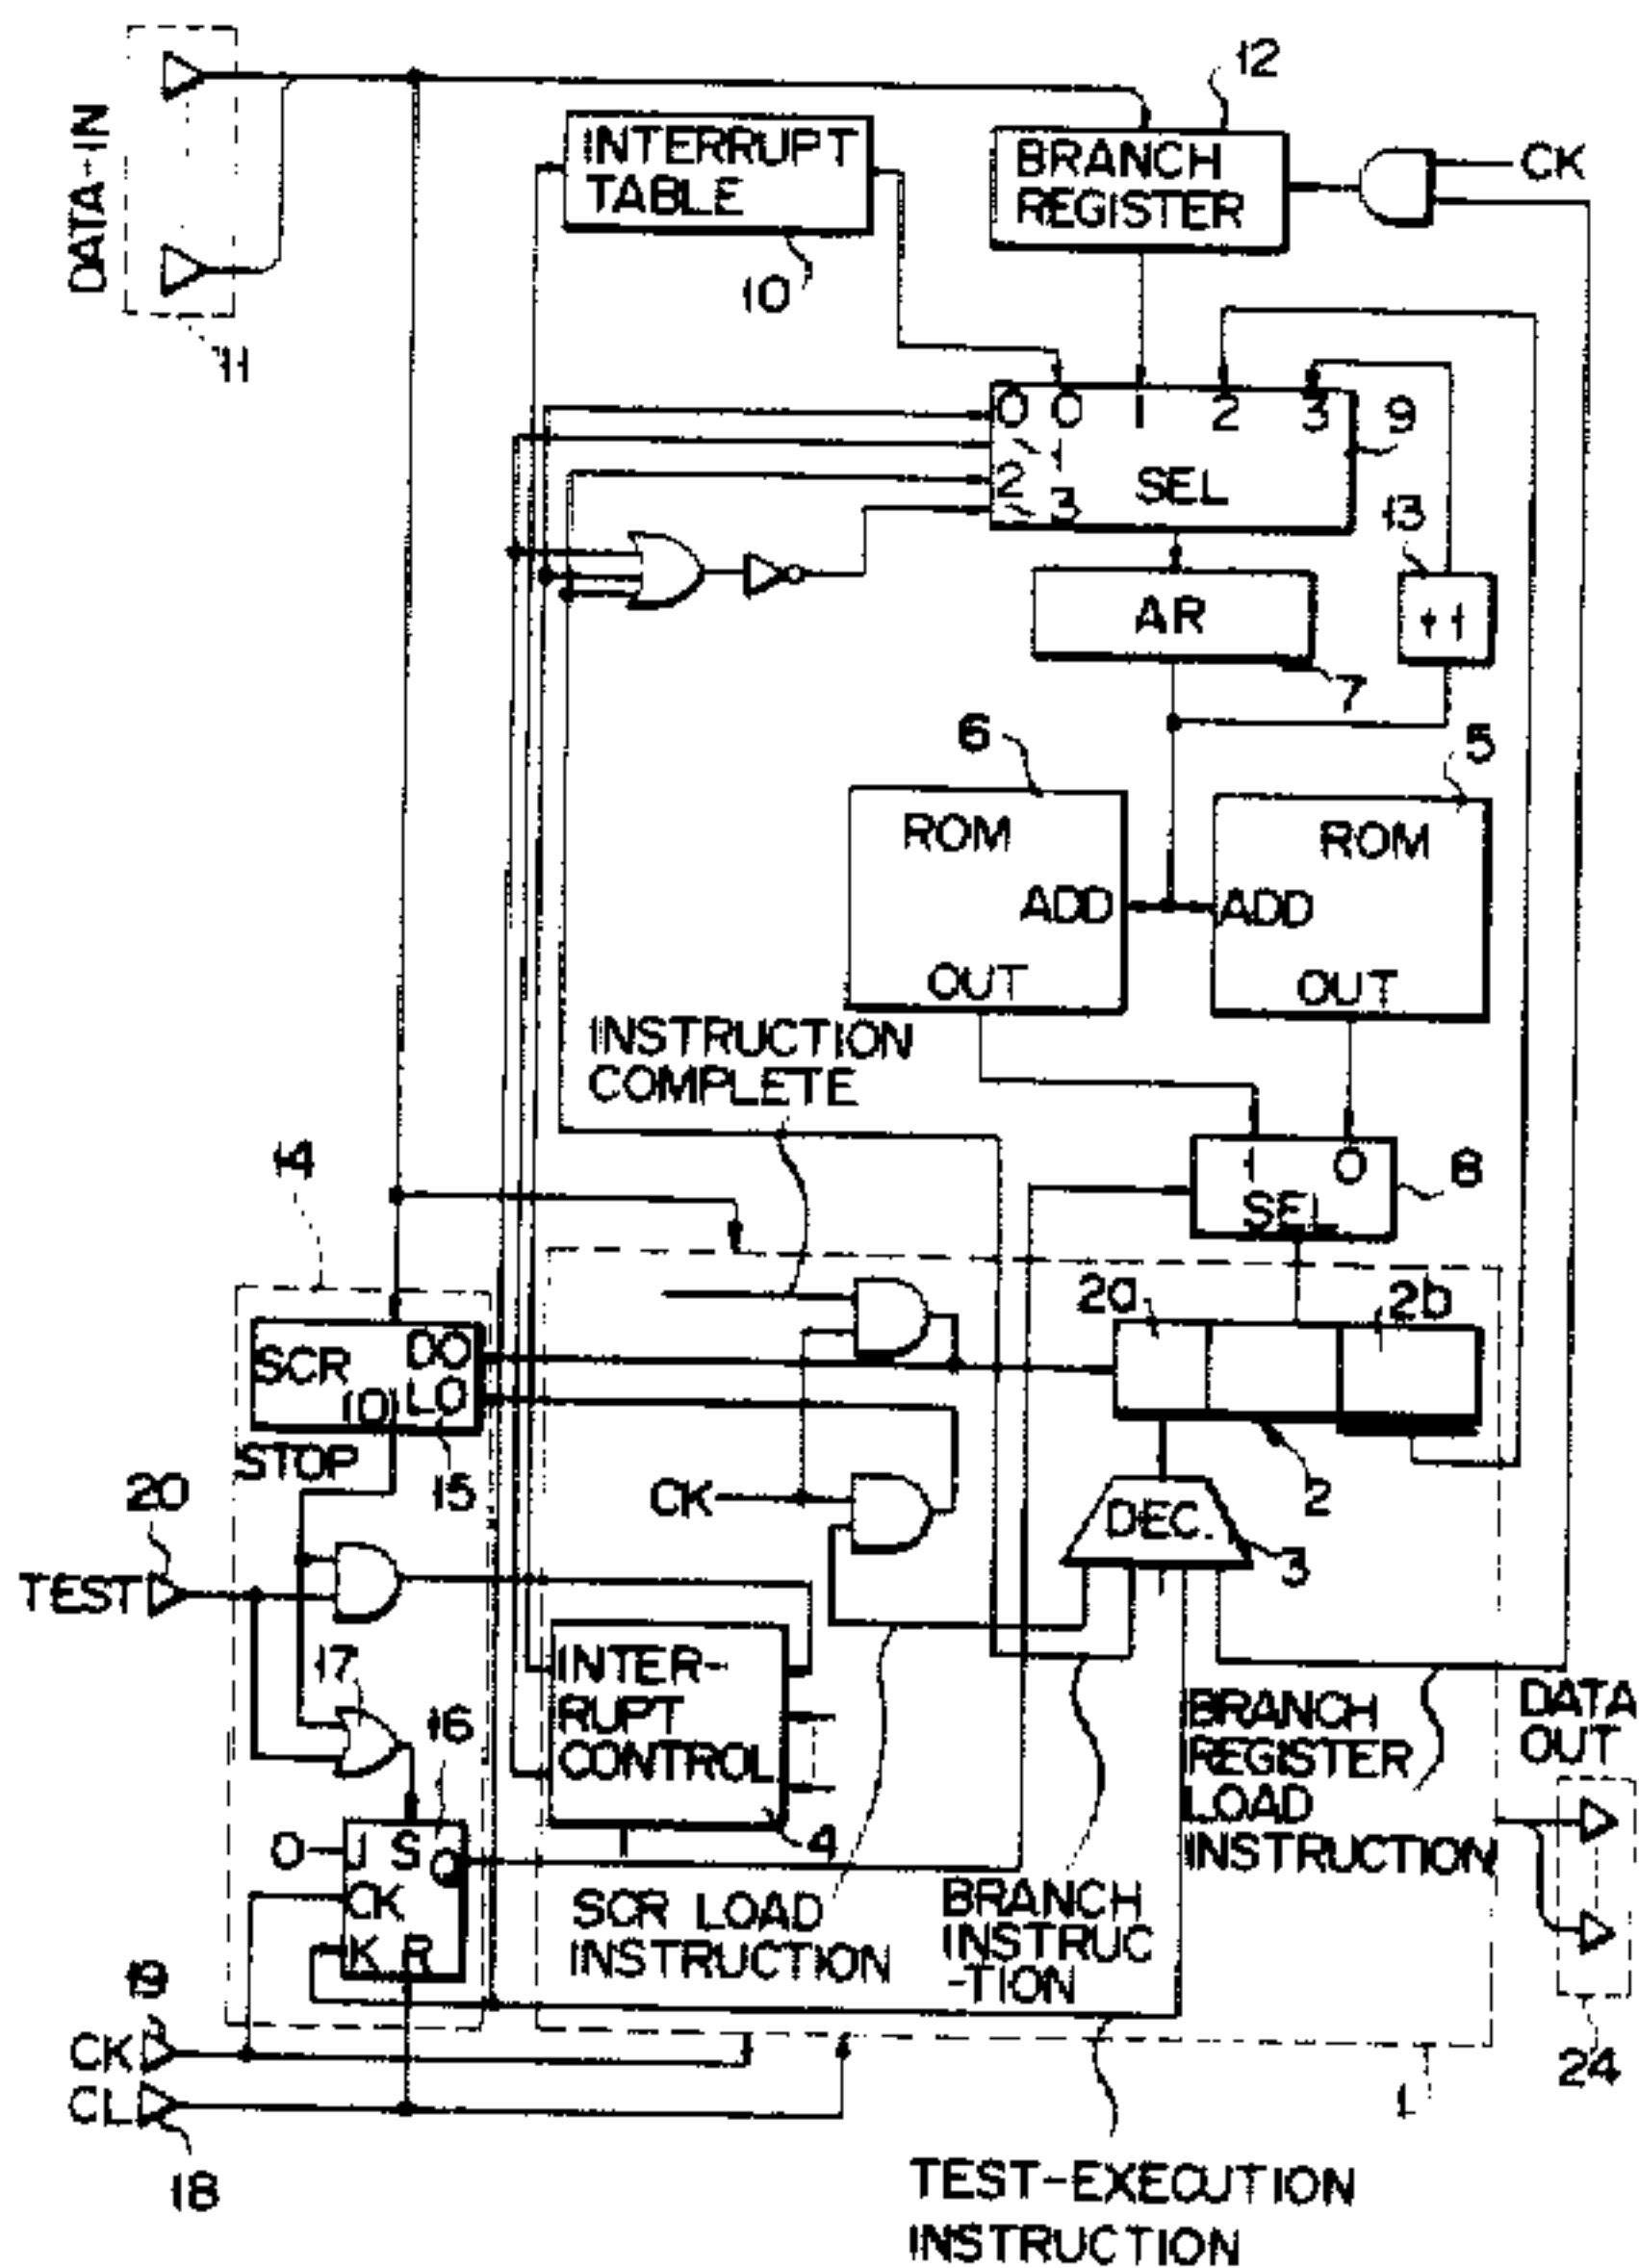 DATA-IN
11
INTERRUPT
TABLE
10
12
BRANCH
REGISTER
CK
0 0 1 2 3
1
2
3
SEL
9
13
+1
AR
7
6
ROM
ADD
OUT
5
ROM
ADD
OUT
INSTRUCTION
COMPLETE
1 0
SEL
8
14
SCR
DO
LO
10
STOP
15
2a
2b
2
CK
DEC.
3
20
TEST
17
16
INTER-
RUPT
CONTROL
4
0
J S Q
CK
K R
SCR LOAD
INSTRUCTION
BRANCH
INSTRUC
-TION
BRANCH
REGISTER
LOAD
INSTRUCTION
DATA
OUT
24
19
CK
CL
18
1
TEST-EXECUTION
INSTRUCTION